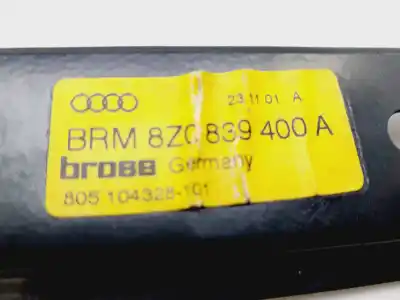 23 11 01 A
BRM 8Z0 839 400 A
brose Germany
805 104328-101